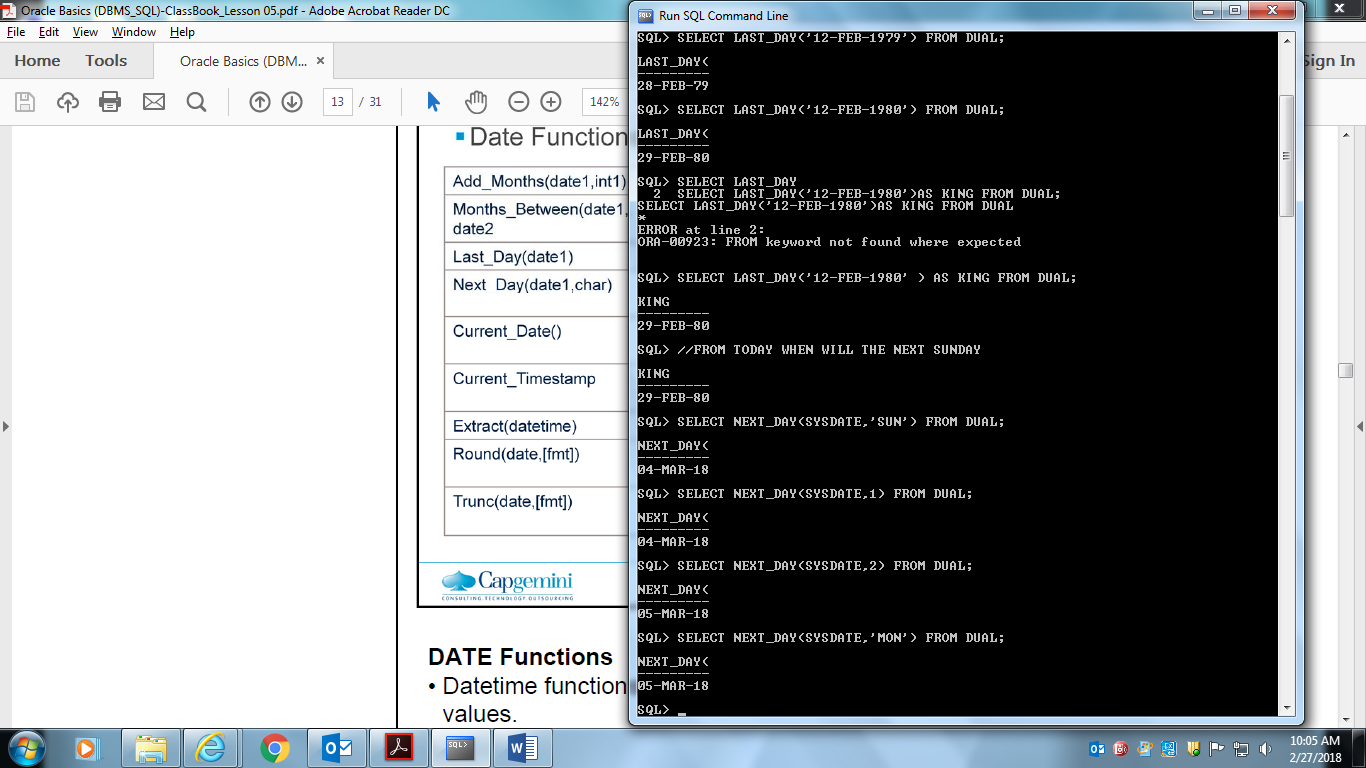 Oracle Basics (DBMS_SQL)-ClassBook_Lesson 05.pdf - Adobe Acrobat Reader DC
File Edit View Window Help
Home Tools Oracle Basics (DBM... × Sign In
13 / 31 142%
Date Function
Add_Months(date1,int1)
Months_Between(date1,
date2
Last_Day(date1)
Next_Day(date1,char)
Current_Date()
Current_Timestamp
Extract(datetime)
Round(date,[fmt])
Trunc(date,[fmt])
Capgemini
CONSULTING.TECHNOLOGY.OUTSOURCING
DATE Functions
• Datetime function
values.
Run SQL Command Line
SQL> SELECT LAST_DAY('12-FEB-1979') FROM DUAL;
LAST_DAY(
---------
28-FEB-79
SQL> SELECT LAST_DAY('12-FEB-1980') FROM DUAL;
LAST_DAY(
---------
29-FEB-80
SQL> SELECT LAST_DAY
2 SELECT LAST_DAY('12-FEB-1980')AS KING FROM DUAL;
SELECT LAST_DAY('12-FEB-1980')AS KING FROM DUAL
*
ERROR at line 2:
ORA-00923: FROM keyword not found where expected
SQL> SELECT LAST_DAY('12-FEB-1980' ) AS KING FROM DUAL;
KING
---------
29-FEB-80
SQL> //FROM TODAY WHEN WILL THE NEXT SUNDAY
KING
---------
29-FEB-80
SQL> SELECT NEXT_DAY(SYSDATE,'SUN') FROM DUAL;
NEXT_DAY(
---------
04-MAR-18
SQL> SELECT NEXT_DAY(SYSDATE,1) FROM DUAL;
NEXT_DAY(
---------
04-MAR-18
SQL> SELECT NEXT_DAY(SYSDATE,2) FROM DUAL;
NEXT_DAY(
---------
05-MAR-18
SQL> SELECT NEXT_DAY(SYSDATE,'MON') FROM DUAL;
NEXT_DAY(
---------
05-MAR-18
SQL> _
10:05 AM
2/27/2018